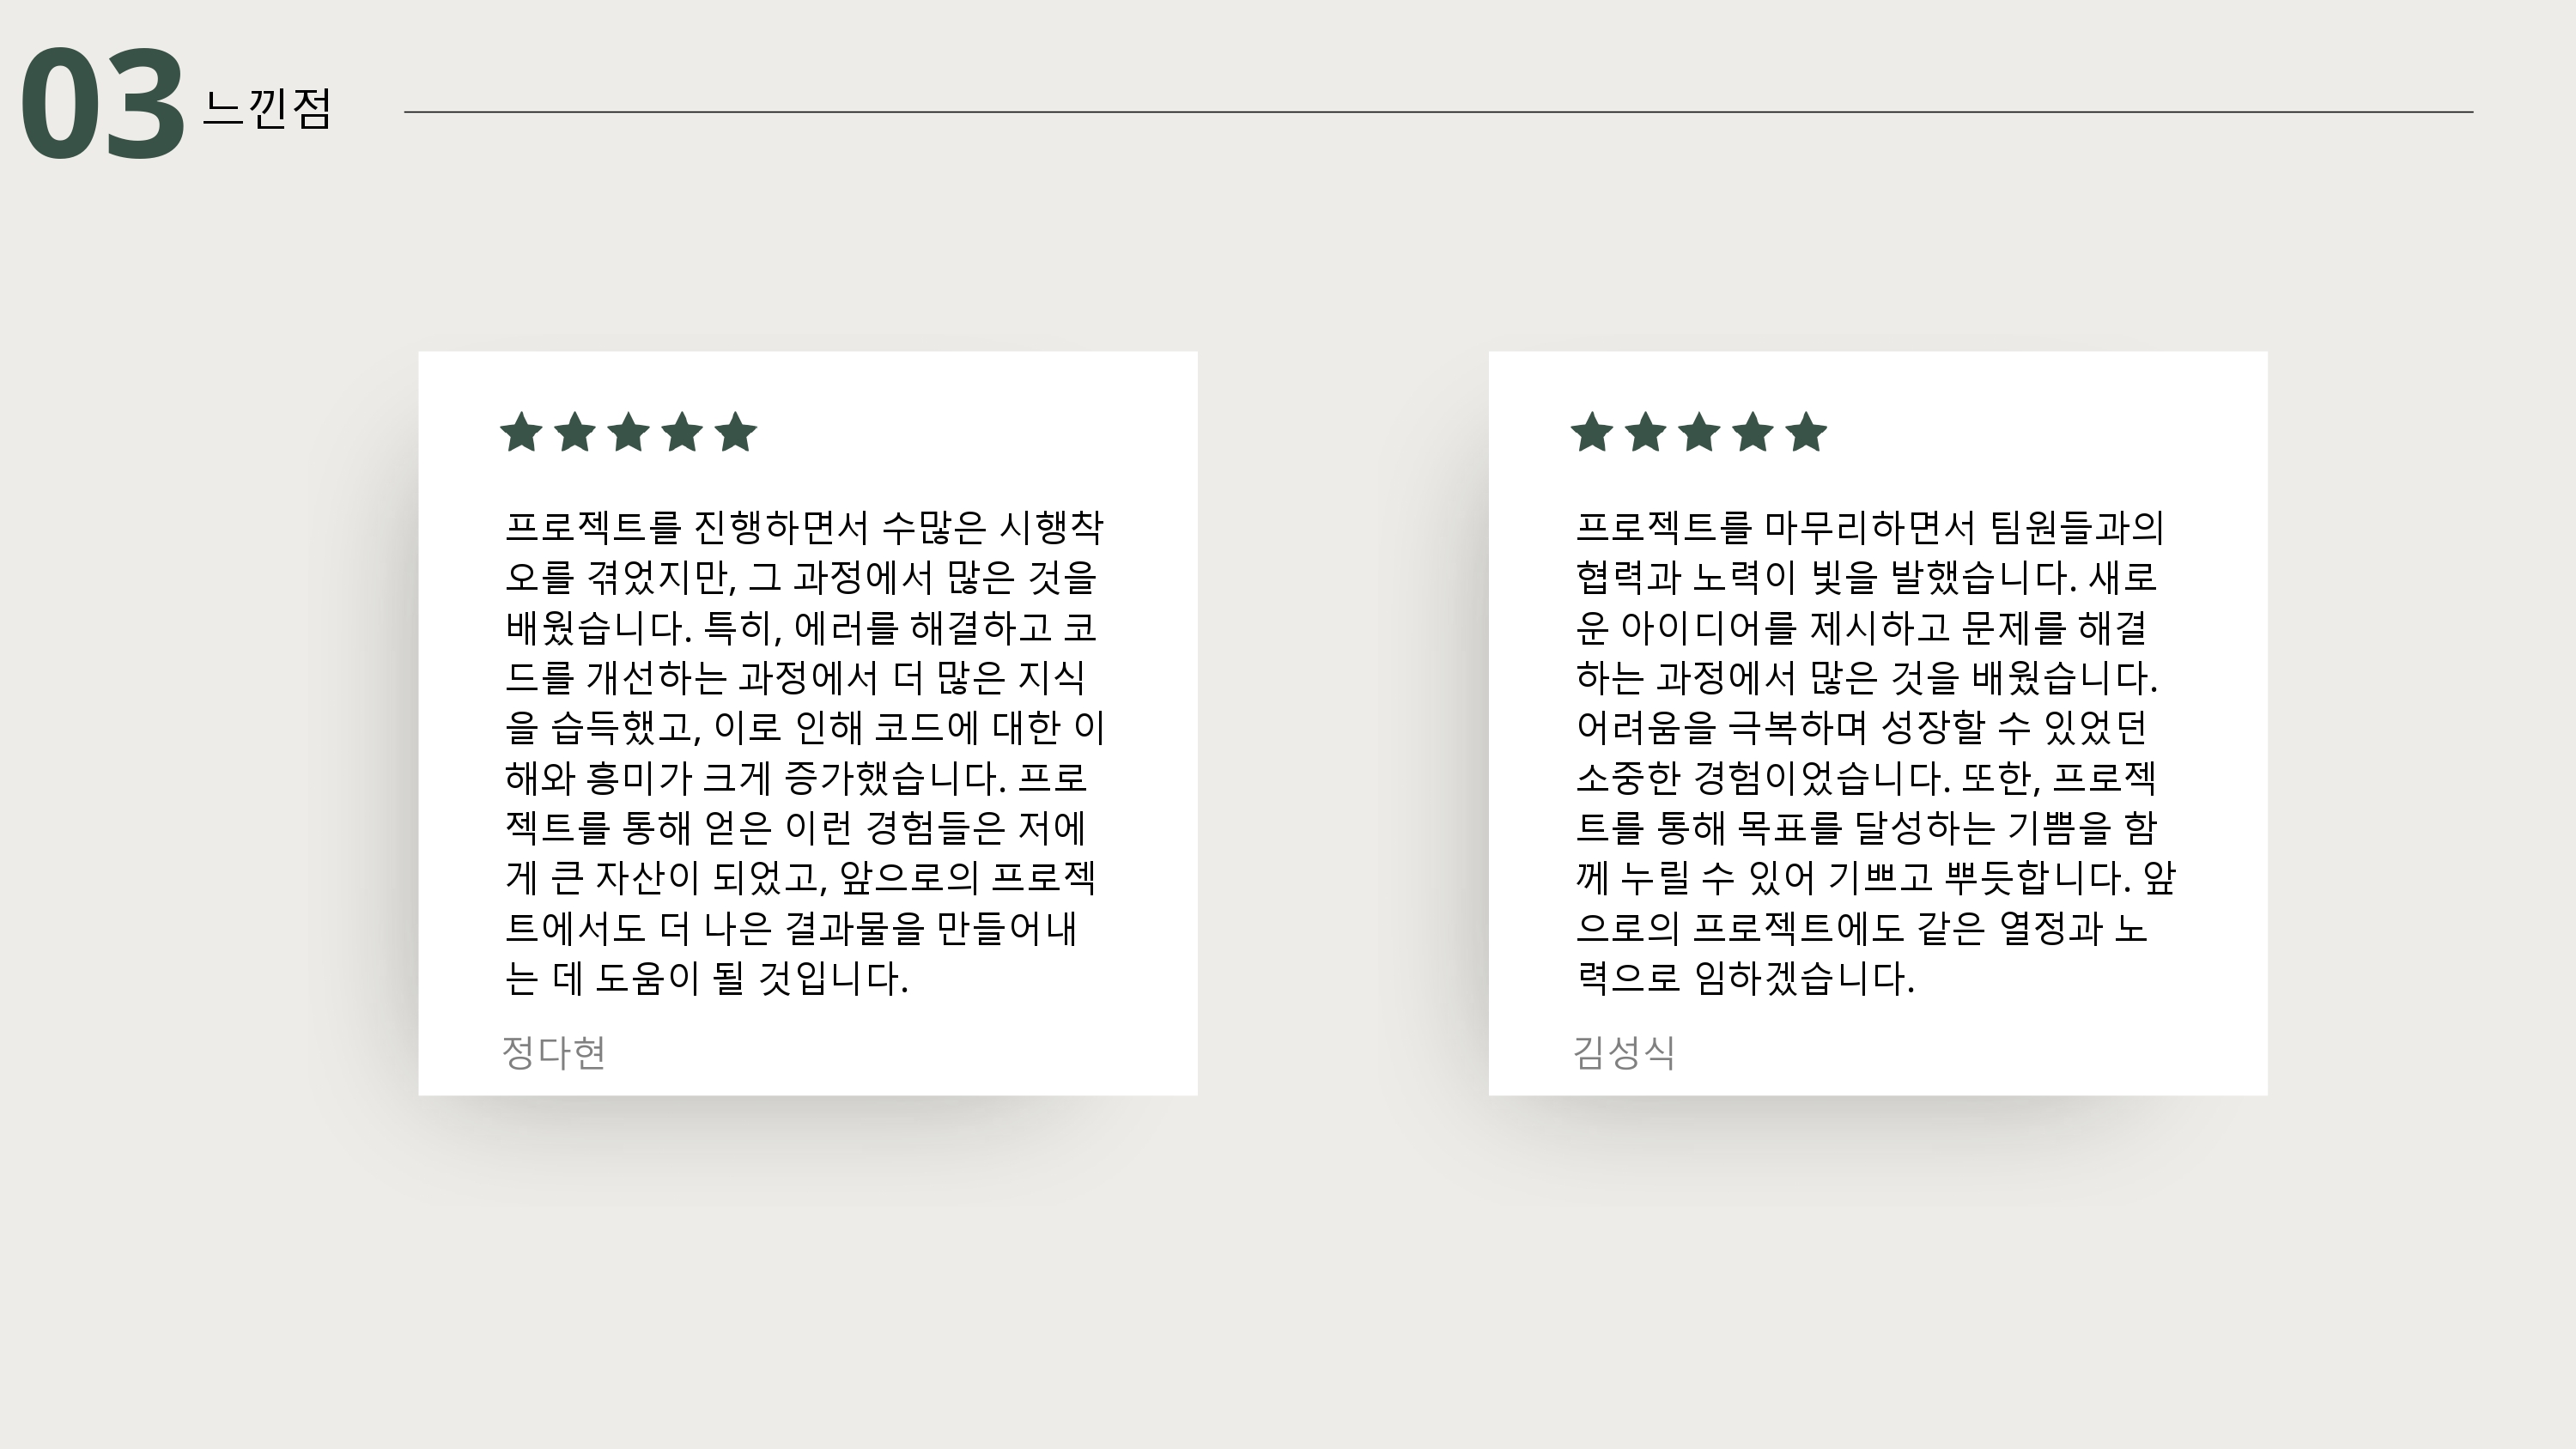 03 느낀점
프로젝트를 진행하면서 수많은 시행착
오를 겪었지만, 그 과정에서 많은 것을
배웠습니다. 특히, 에러를 해결하고 코
드를 개선하는 과정에서 더 많은 지식
을 습득했고, 이로 인해 코드에 대한 이
해와 흥미가 크게 증가했습니다. 프로
젝트를 통해 얻은 이런 경험들은 저에
게 큰 자산이 되었고, 앞으로의 프로젝
트에서도 더 나은 결과물을 만들어내
는 데 도움이 될 것입니다.
정다현
프로젝트를 마무리하면서 팀원들과의
협력과 노력이 빛을 발했습니다. 새로
운 아이디어를 제시하고 문제를 해결
하는 과정에서 많은 것을 배웠습니다.
어려움을 극복하며 성장할 수 있었던
소중한 경험이었습니다. 또한, 프로젝
트를 통해 목표를 달성하는 기쁨을 함
께 누릴 수 있어 기쁘고 뿌듯합니다. 앞
으로의 프로젝트에도 같은 열정과 노
력으로 임하겠습니다.
김성식